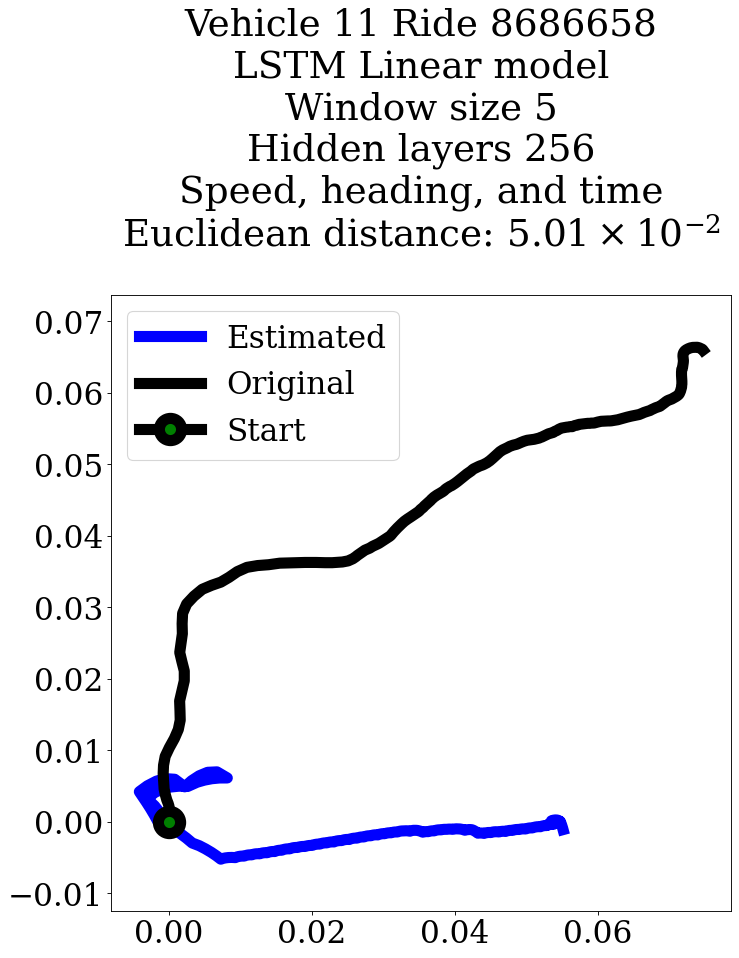 Vehicle 11 Ride 8686658
LSTM Linear model
Window size 5
Hidden layers 256
Speed, heading, and time
Euclidean distance: 5.01 × 10⁻²
Estimated
Original
Start
0.07
0.06
0.05
0.04
0.03
0.02
0.01
0.00
−0.01
0.00 0.02 0.04 0.06